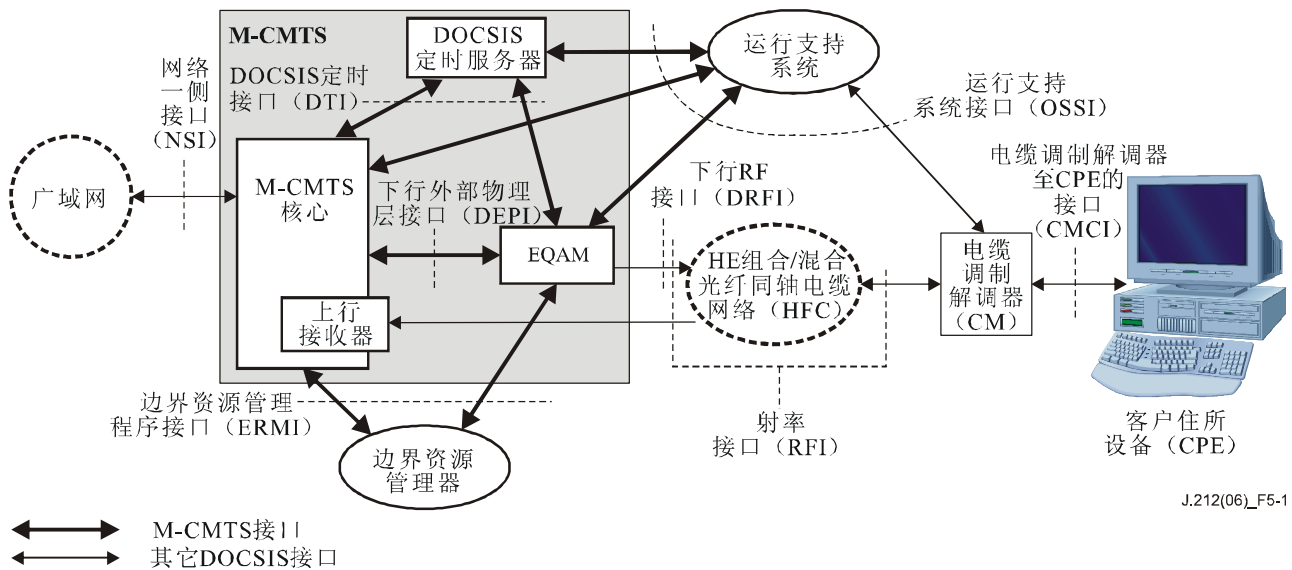 M-CMTS
DOCSIS
定时服务器
运行支持
系统
网络
一侧
接口
(NSI)
DOCSIS定时
接口（DTI）
运行支持
系统接口（OSSI）
广域网
M-CMTS
核心
下行外部物理
层接口（DEPI）
下行RF
接口（DRFI）
电缆调制解调器
至CPE的
接口
(CMCI)
EQAM
HE组合/混合
光纤同轴电缆
网络（HFC）
电缆
调制
解调器
(CM)
上行
接收器
边界资源管理
程序接口（ERMI）
射率
接口（RFI）
客户住所
设备（CPE）
边界资源
管理器
J.212(06)_F5-1
M-CMTS接口
其它DOCSIS接口